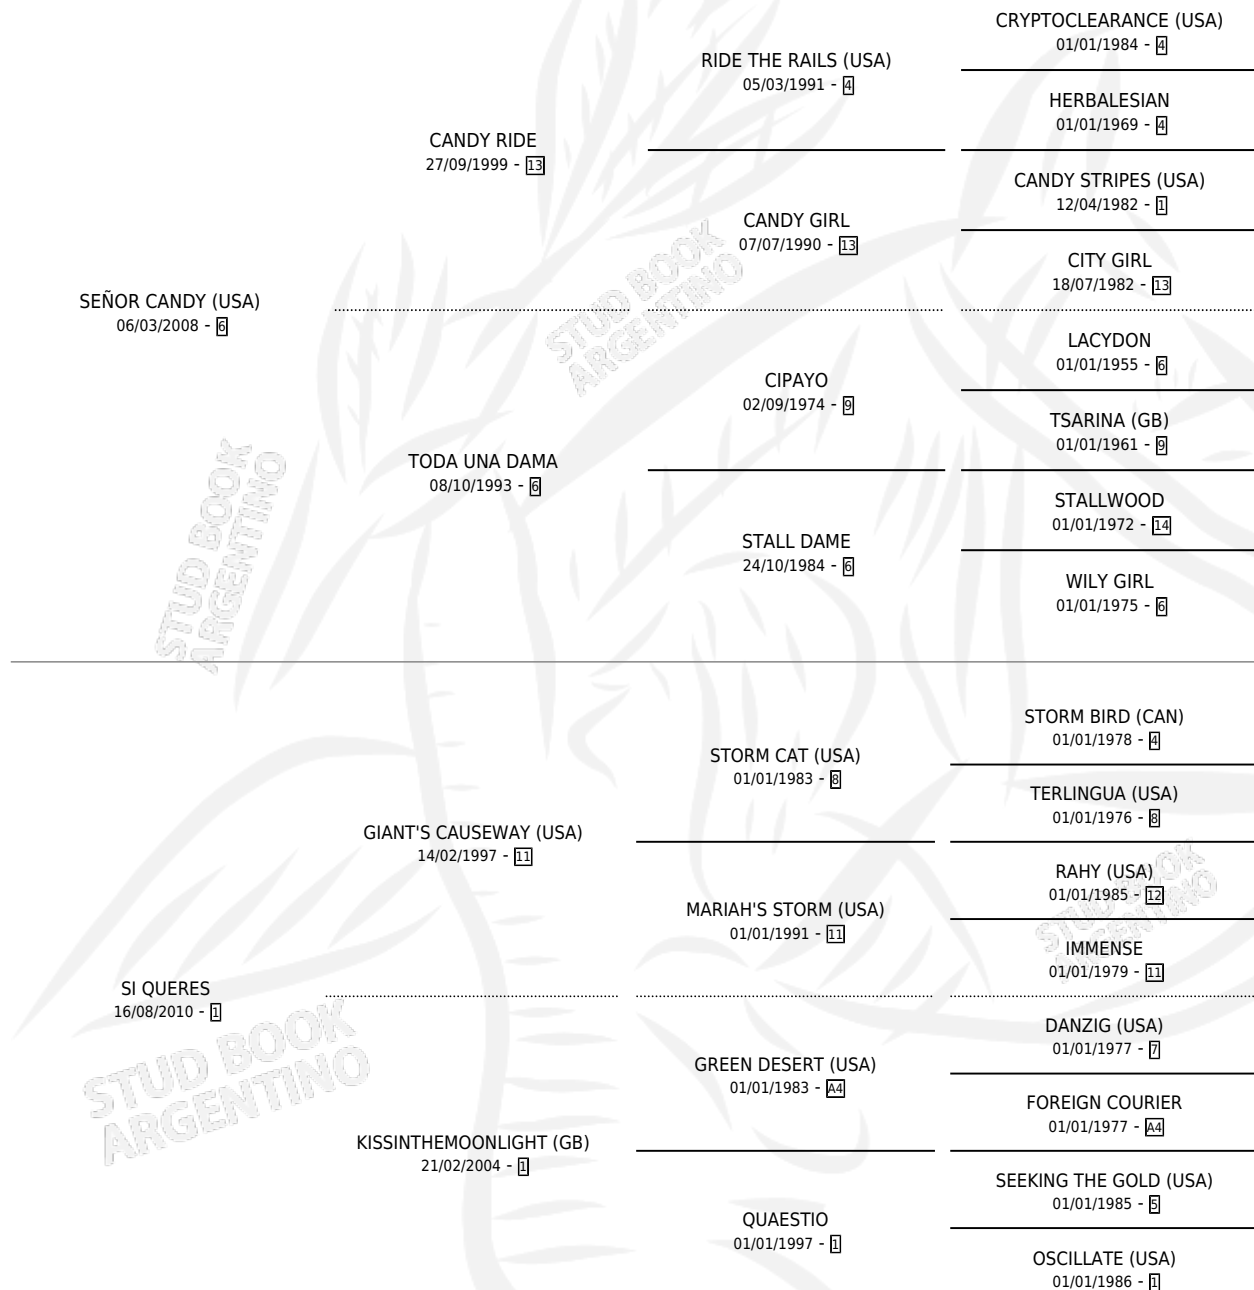 CRYPTOCLEARANCE (USA)
01/01/1984 - 4
RIDE THE RAILS (USA)
05/03/1991 - 4
HERBALESIAN
01/01/1969 - 4
CANDY RIDE
27/09/1999 - 13
CANDY STRIPES (USA)
12/04/1982 - 1
CANDY GIRL
07/07/1990 - 13
CITY GIRL
18/07/1982 - 13
SEÑOR CANDY (USA)
06/03/2008 - 6
STUD BOOK
ARGENTINO
LACYDON
01/01/1955 - 6
CIPAYO
02/09/1974 - 9
TSARINA (GB)
01/01/1961 - 9
TODA UNA DAMA
08/10/1993 - 6
STALLWOOD
01/01/1972 - 14
STALL DAME
24/10/1984 - 6
WILY GIRL
01/01/1975 - 6
STUD BOOK
ARGENTINO
STORM BIRD (CAN)
01/01/1978 - 4
STORM CAT (USA)
01/01/1983 - 8
TERLINGUA (USA)
01/01/1976 - 8
GIANT'S CAUSEWAY (USA)
14/02/1997 - 11
RAHY (USA)
01/01/1985 - 12
MARIAH'S STORM (USA)
01/01/1991 - 11
STUD BOOK
ARGENTINO
IMMENSE
01/01/1979 - 11
SI QUERES
16/08/2010 - 1
DANZIG (USA)
01/01/1977 - 7
GREEN DESERT (USA)
01/01/1983 - A4
FOREIGN COURIER
01/01/1977 - A4
STUD BOOK
ARGENTINO
KISSINTHEMOONLIGHT (GB)
21/02/2004 - 1
SEEKING THE GOLD (USA)
01/01/1985 - 5
QUAESTIO
01/01/1997 - 1
OSCILLATE (USA)
01/01/1986 - 1